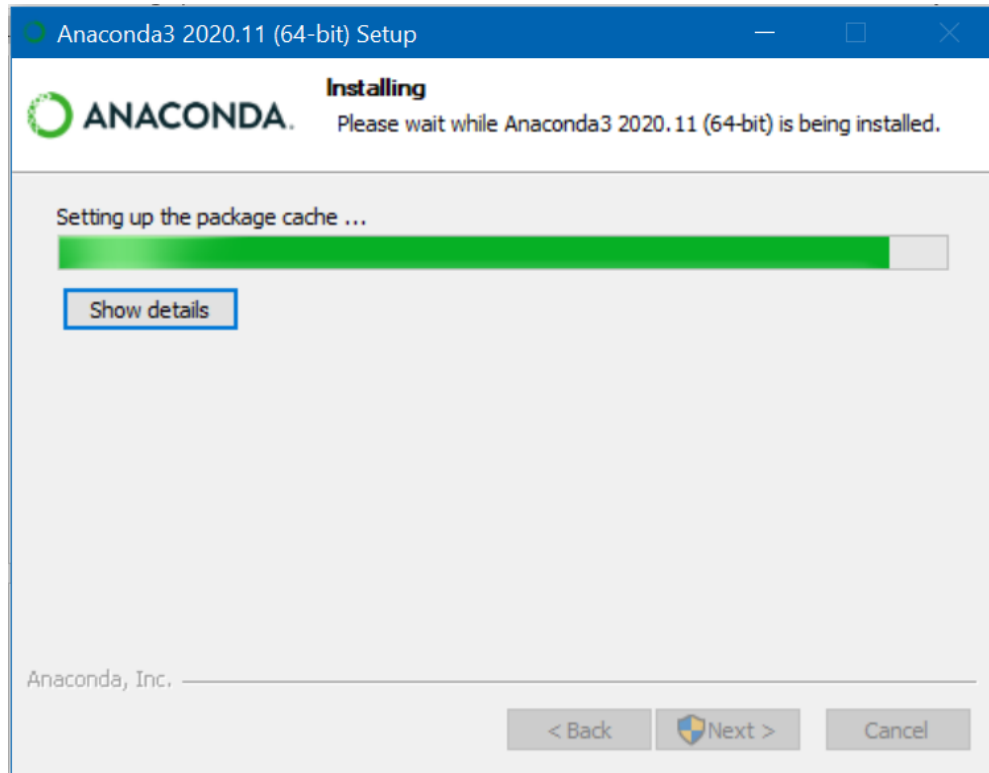 Anaconda3 2020.11 (64-bit) Setup
ANACONDA.
Installing
Please wait while Anaconda3 2020.11 (64-bit) is being installed.
Setting up the package cache ...
Show details
Anaconda, Inc.
< Back
Next >
Cancel